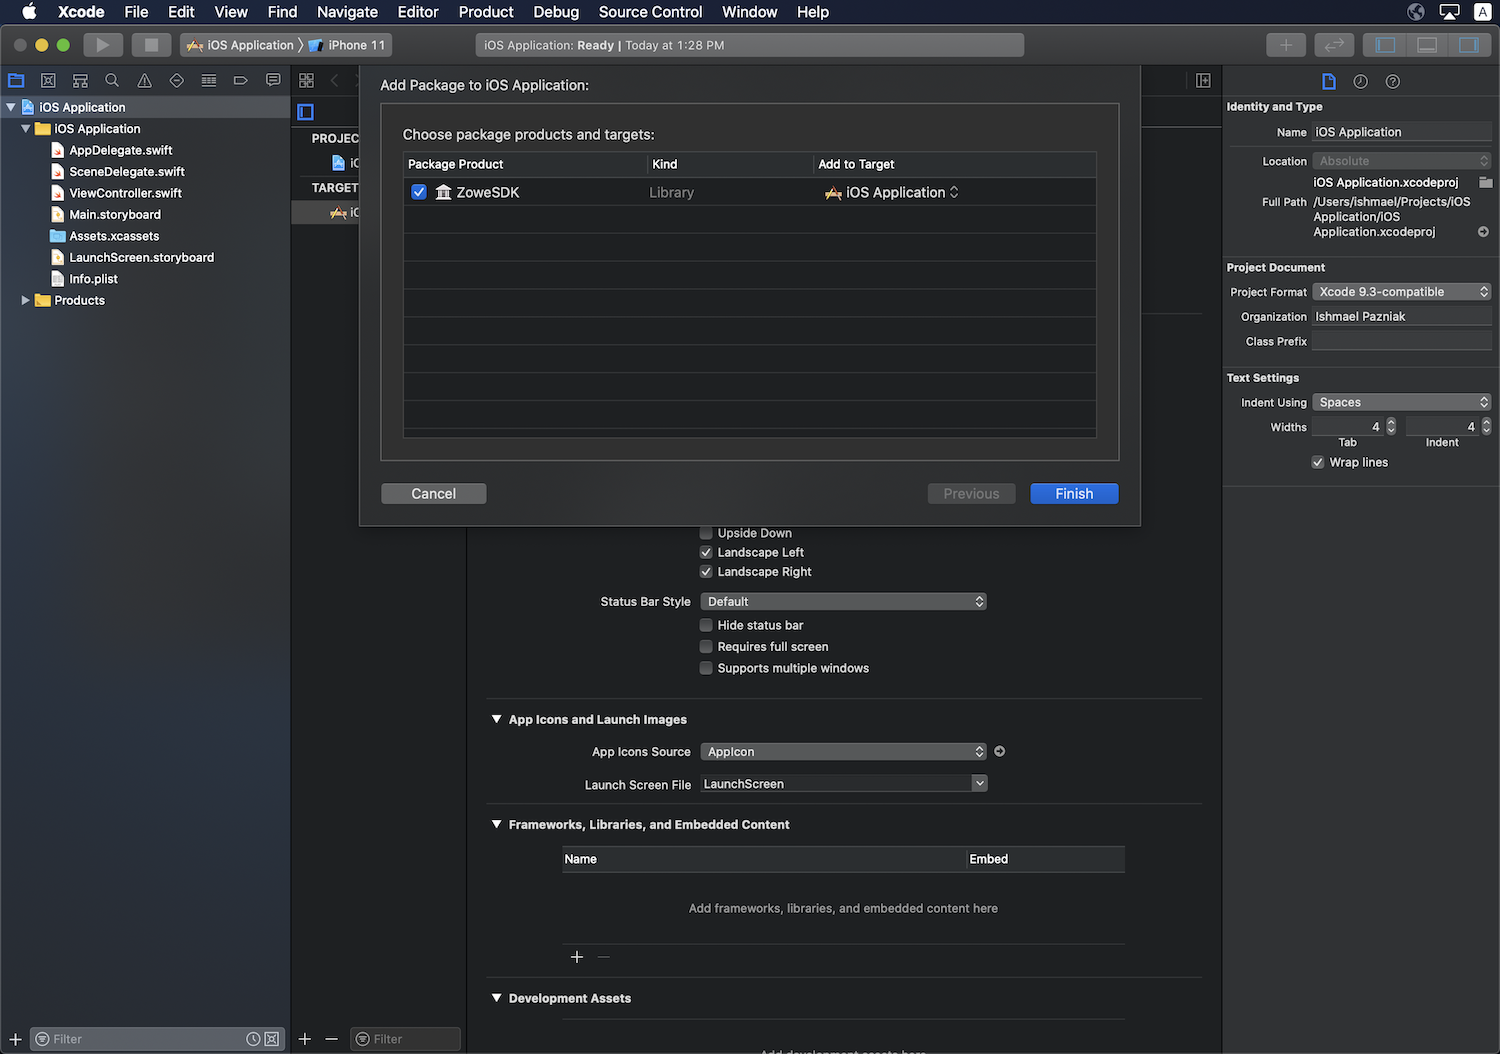 Xcode File Edit View Find Navigate Editor Product Debug Source Control Window Help A
iOS Application 〉 iPhone 11
iOS Application: Ready | Today at 1:28 PM
iOS Application
iOS Application
AppDelegate.swift
SceneDelegate.swift
ViewController.swift
Main.storyboard
Assets.xcassets
LaunchScreen.storyboard
Info.plist
Products
Filter
PROJEC
iC
TARGET
iC
Filter
Add Package to iOS Application:
Choose package products and targets:
Package Product Kind Add to Target
ZoweSDK Library iOS Application
Cancel Previous Finish
Upside Down
Landscape Left
Landscape Right
Status Bar Style Default
Hide status bar
Requires full screen
Supports multiple windows
App Icons and Launch Images
App Icons Source AppIcon
Launch Screen File LaunchScreen
Frameworks, Libraries, and Embedded Content
Name Embed
Add frameworks, libraries, and embedded content here
Development Assets
Add development assets here
Identity and Type
Name iOS Application
Location Absolute
iOS Application.xcodeproj
Full Path /Users/ishmael/Projects/iOS
Application/iOS
Application.xcodeproj
Project Document
Project Format Xcode 9.3-compatible
Organization Ishmael Pazniak
Class Prefix
Text Settings
Indent Using Spaces
Widths 4 4
Tab Indent
Wrap lines